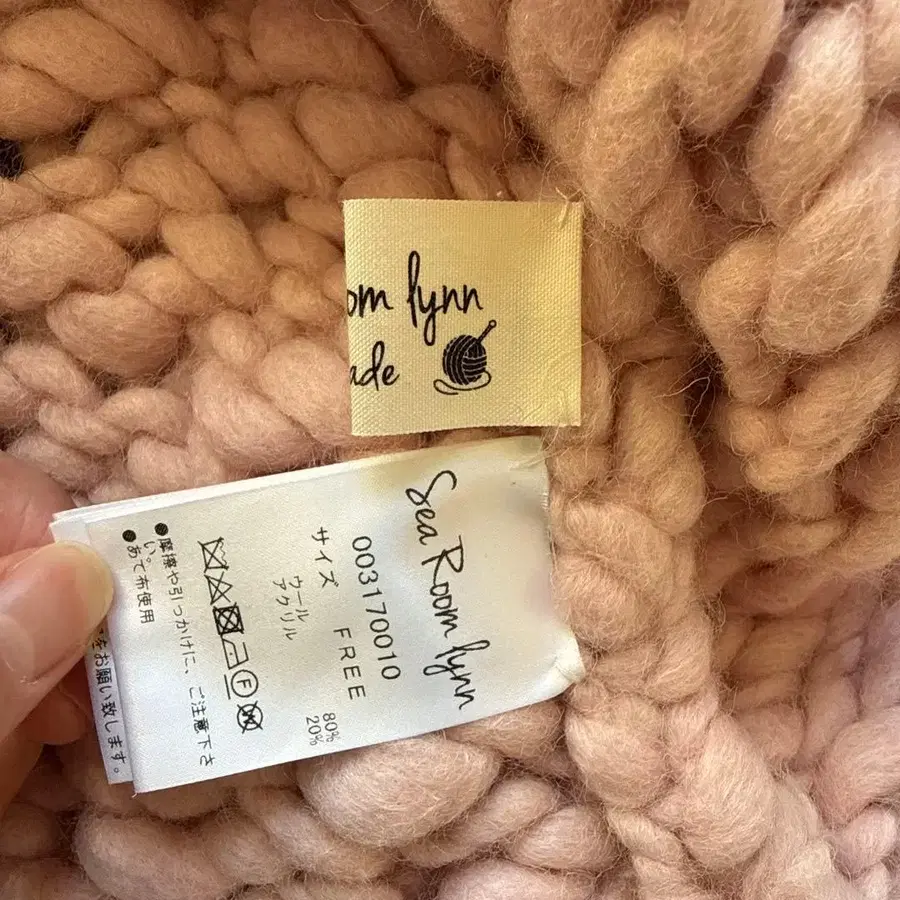 om lynn
ade
Sea Room lynn
003170010
サイズ FREE
ウール 80%
アクリル 20%
F
●摩擦や引っかけに、ご注意下さ
い。
●あて布使用
をお願い致します。